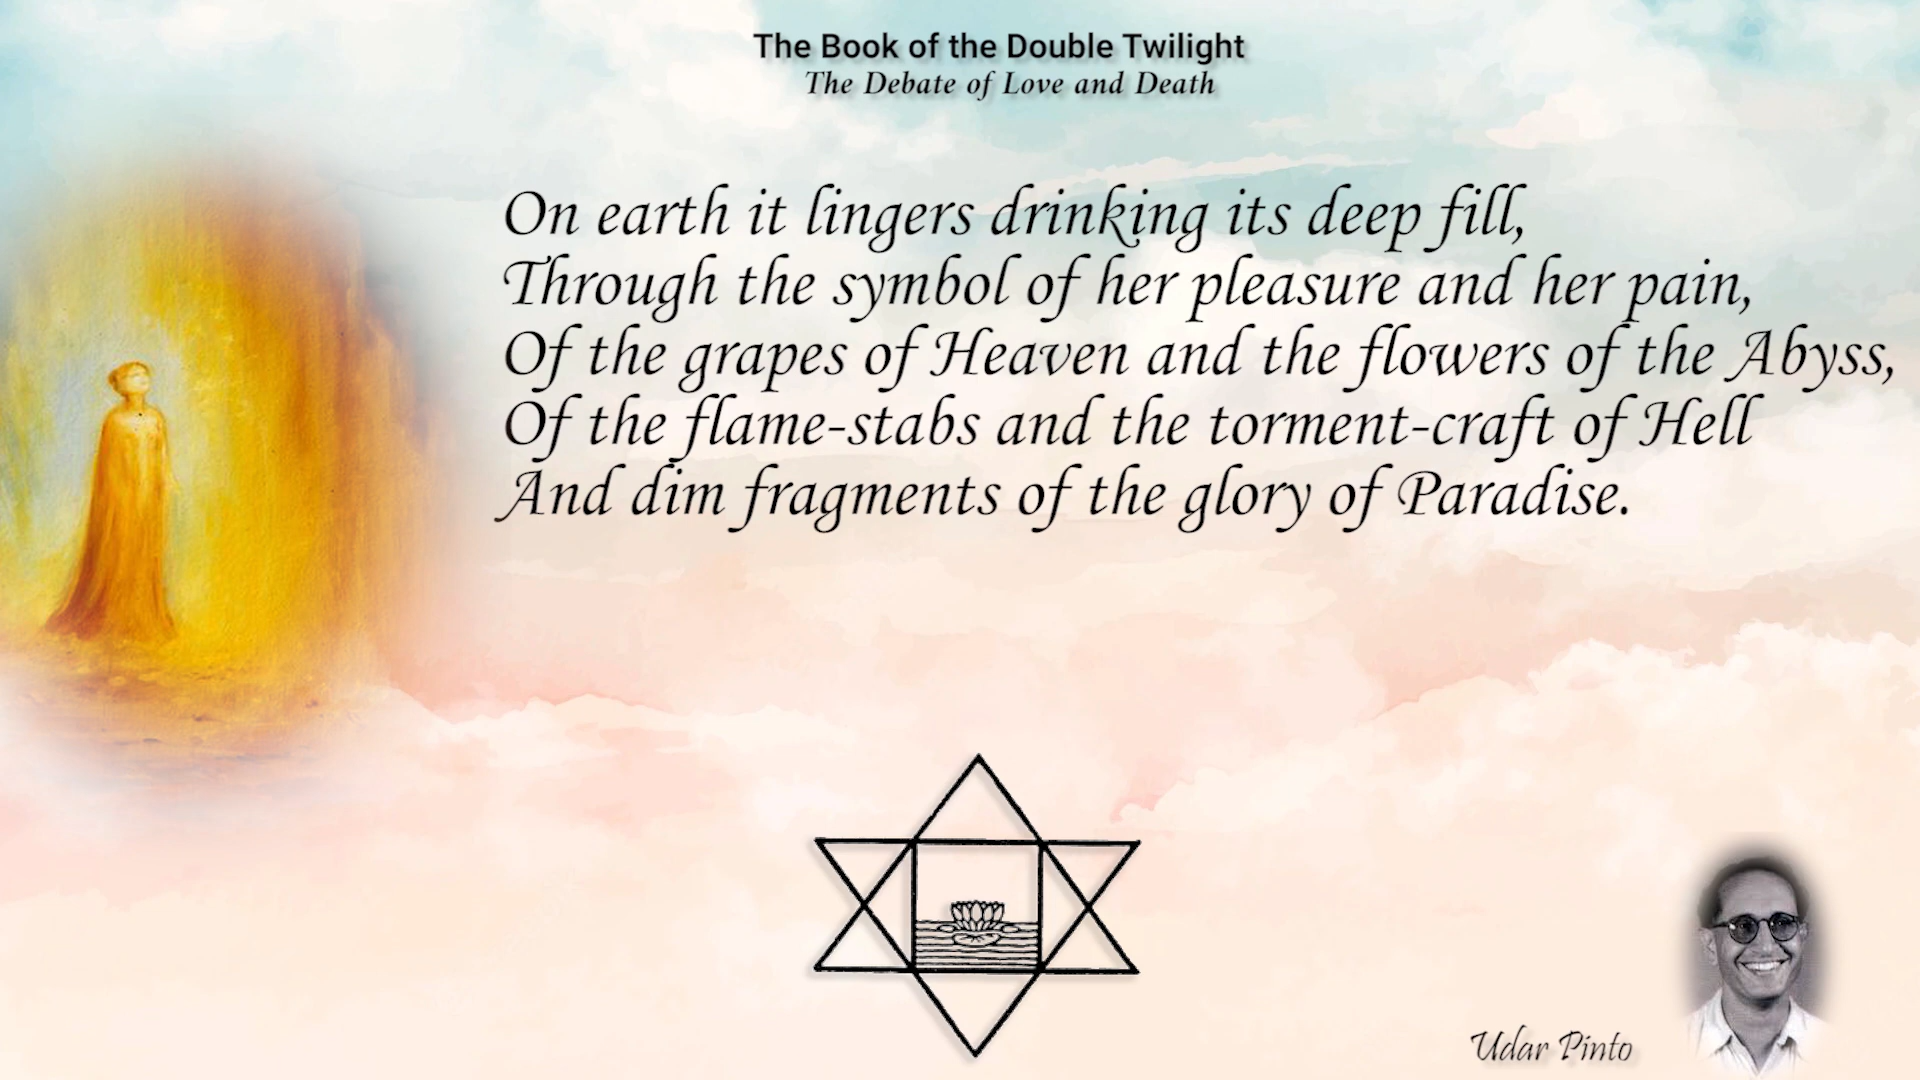 The Book of the Double Twilight
The Debate of Love and Death
On earth it lingers drinking its deep fill,
Through the symbol of her pleasure and her pain,
Of the grapes of Heaven and the flowers of the Abyss,
Of the flame-stabs and the torment-craft of Hell
And dim fragments of the glory of Paradise.
Udar Pinto